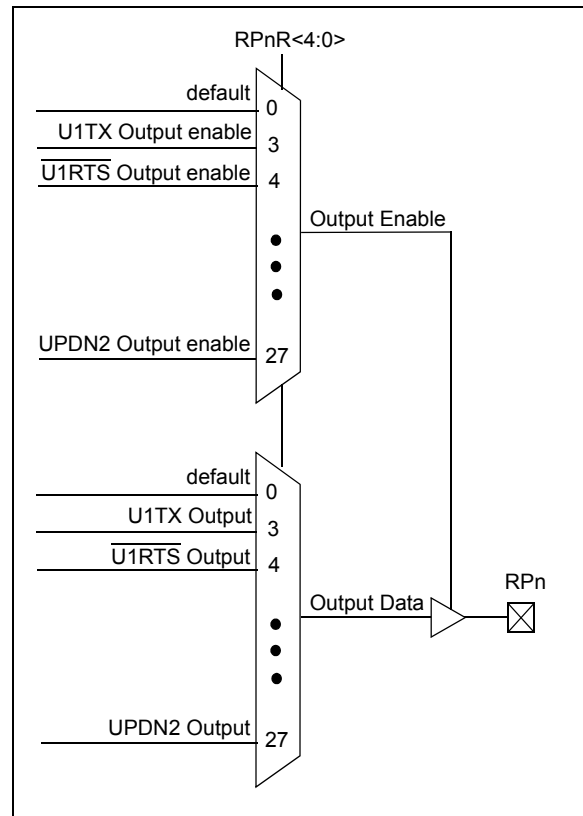 RPnR<4:0>
default
0
U1TX Output enable
3
U1RTS Output enable
4
Output Enable
UPDN2 Output enable
27
default
0
U1TX Output
3
U1RTS Output
4
RPn
Output Data
UPDN2 Output
27